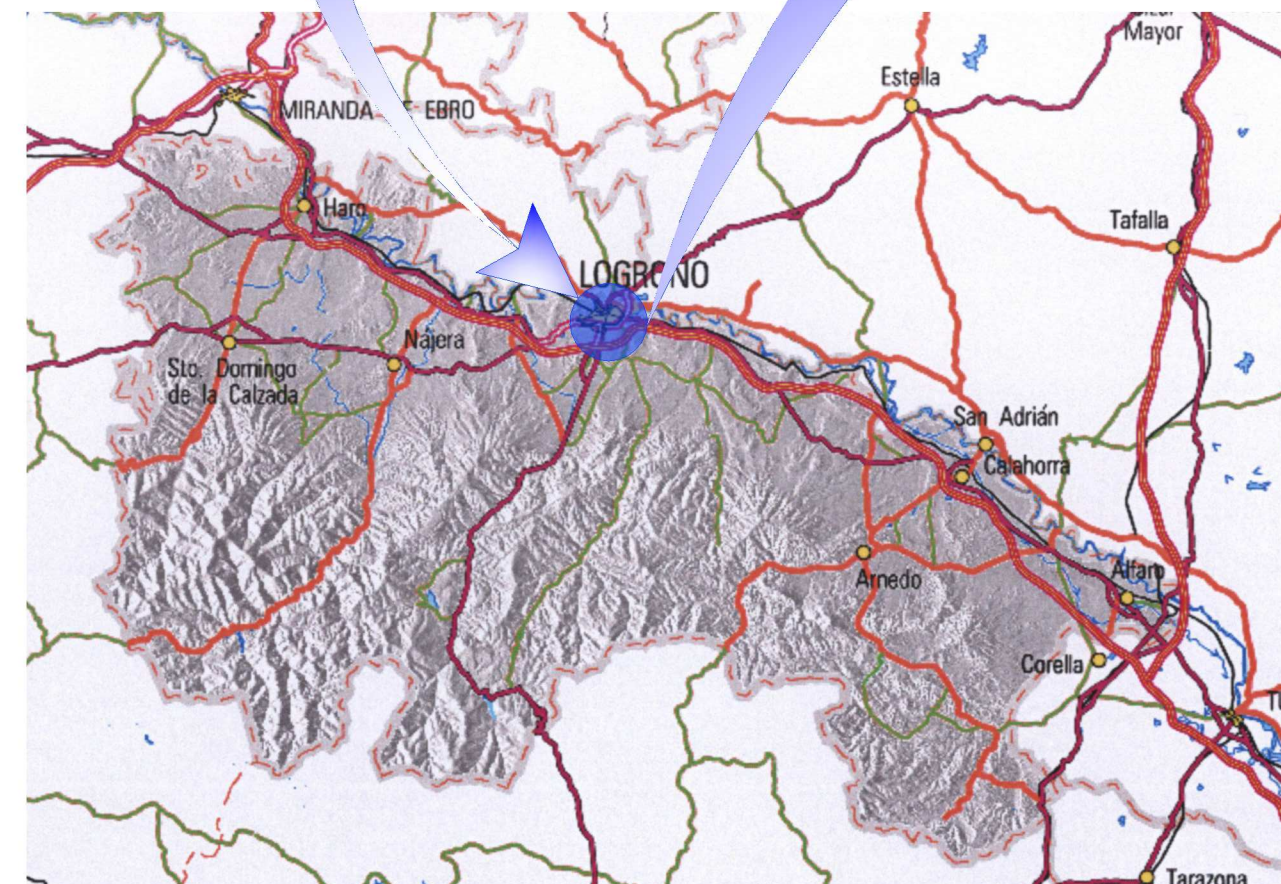 Mayor
Estella
MIRANDA DE EBRO
Haro
Tafalla
LOGROÑO
Nájera
Sto. Domingo
de la Calzada
San Adrián
Calahorra
Arnedo
Alfaro
Corella
Tarazona